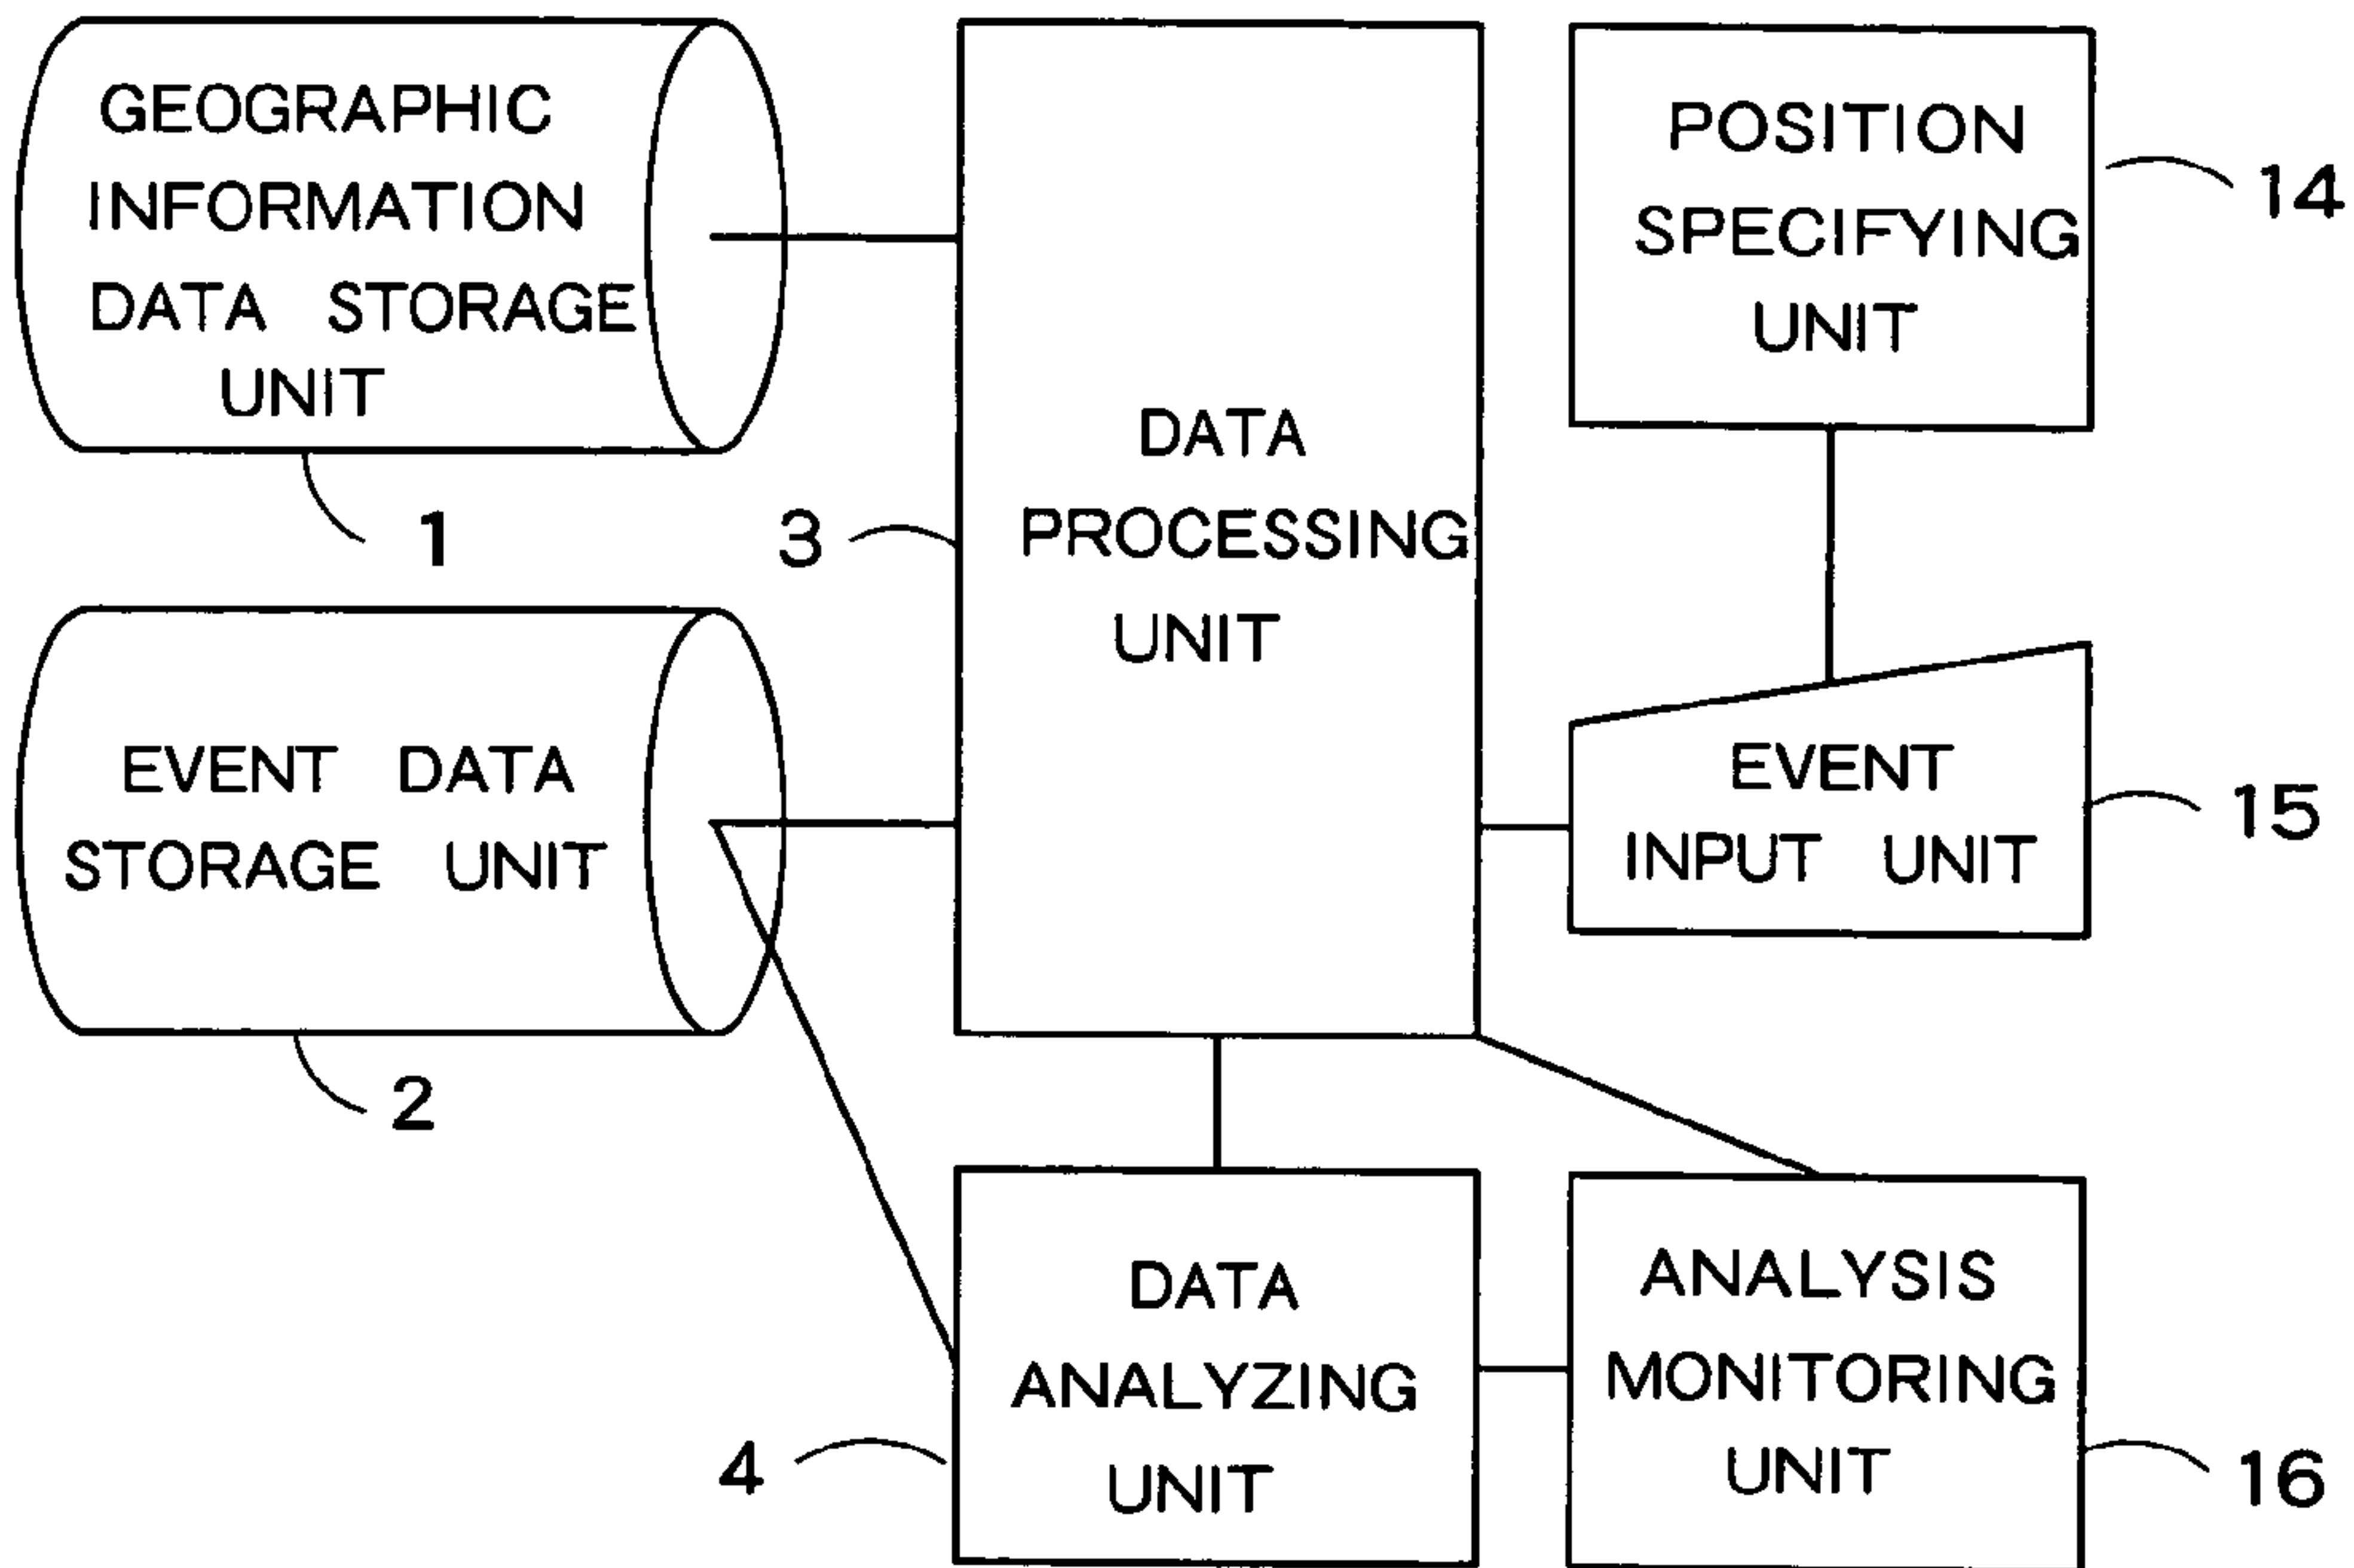 GEOGRAPHIC
INFORMATION
DATA STORAGE
UNIT
1
EVENT DATA
STORAGE UNIT
2
DATA
PROCESSING
UNIT
3
POSITION
SPECIFYING
UNIT
14
EVENT
INPUT UNIT
15
DATA
ANALYZING
UNIT
4
ANALYSIS
MONITORING
UNIT
16